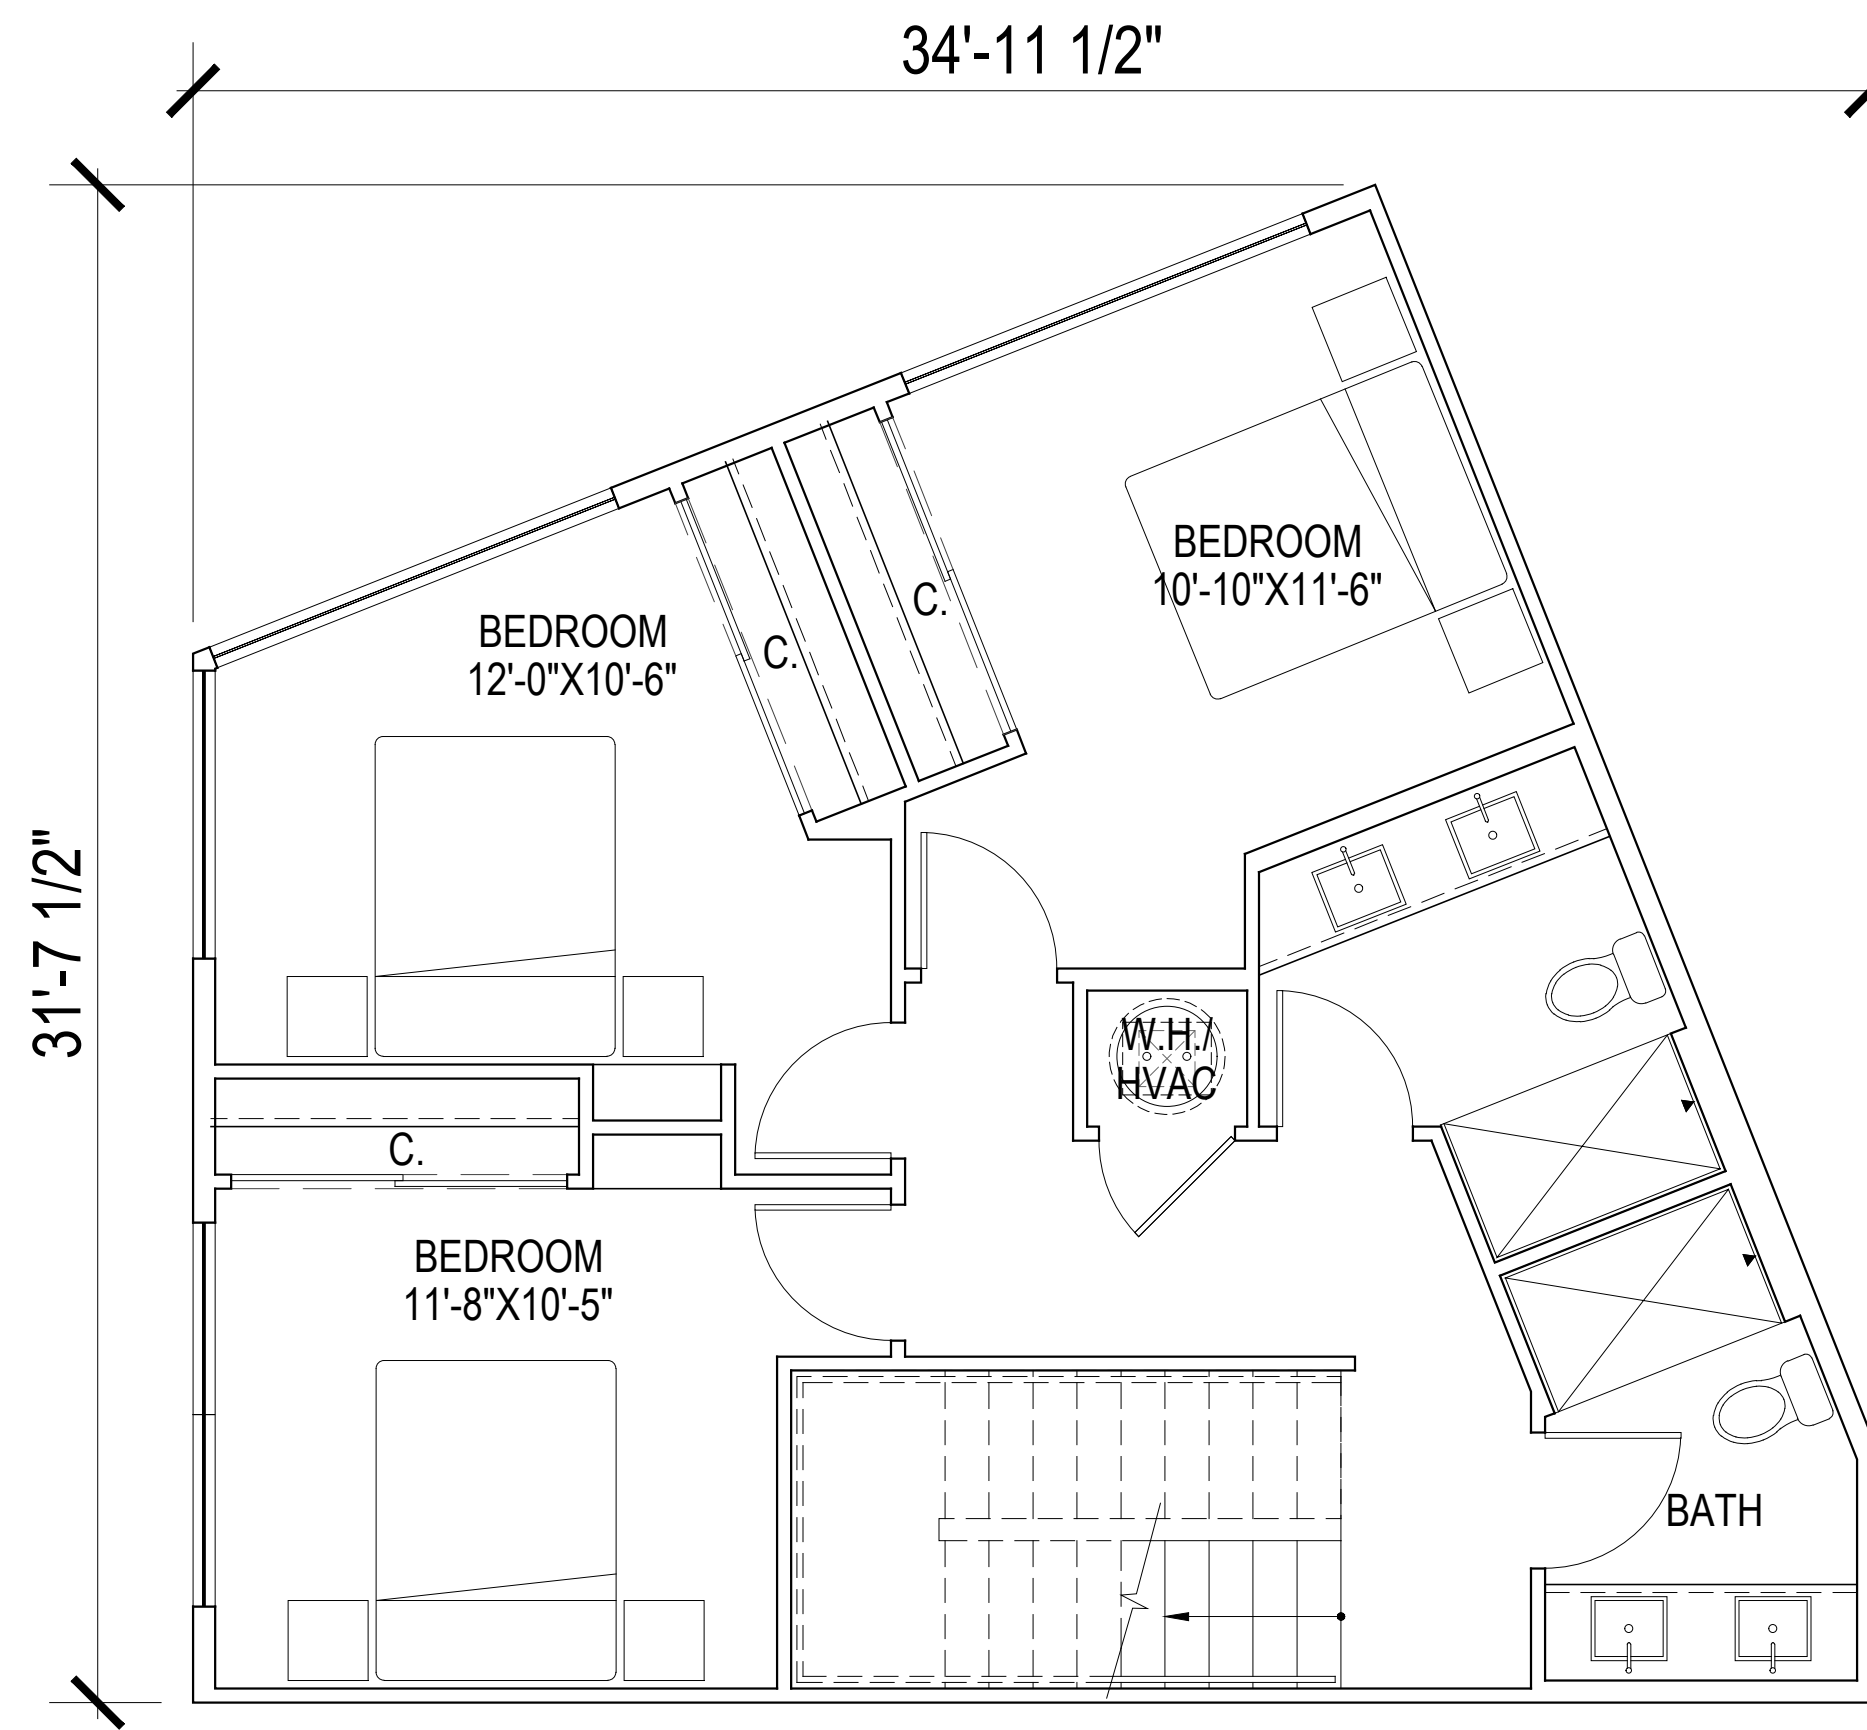 34'-11 1/2"
31'-7 1/2"
BEDROOM
10'-10"X11'-6"
C.
BEDROOM
12'-0"X10'-6"
C.
W.H./
HVAC
C.
BEDROOM
11'-8"X10'-5"
BATH